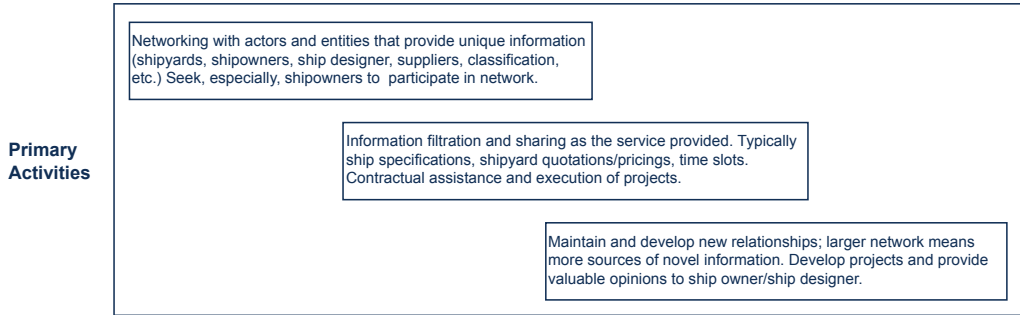 Networking with actors and entities that provide unique information
(shipyards, shipowners, ship designer, suppliers, classification,
etc.) Seek, especially, shipowners to  participate in network.
Primary
Activities
Information filtration and sharing as the service provided. Typically
ship specifications, shipyard quotations/pricings, time slots.
Contractual assistance and execution of projects.
Maintain and develop new relationships; larger network means
more sources of novel information. Develop projects and provide
valuable opinions to ship owner/ship designer.